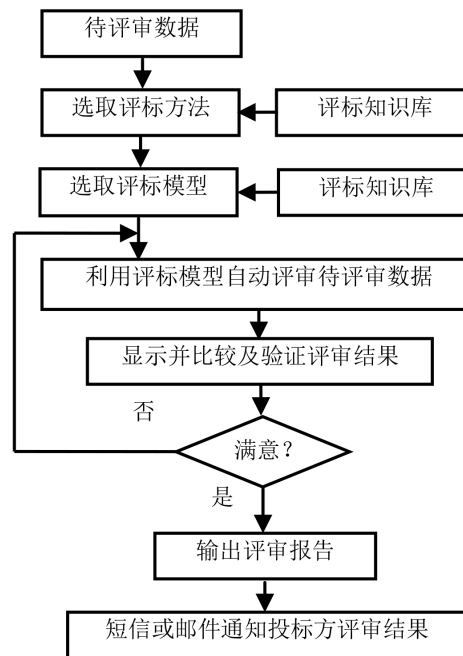 待评审数据
选取评标方法
评标知识库
选取评标模型
评标知识库
利用评标模型自动评审待评审数据
显示并比较及验证评审结果
否
满意？
是
输出评审报告
短信或邮件通知投标方评审结果